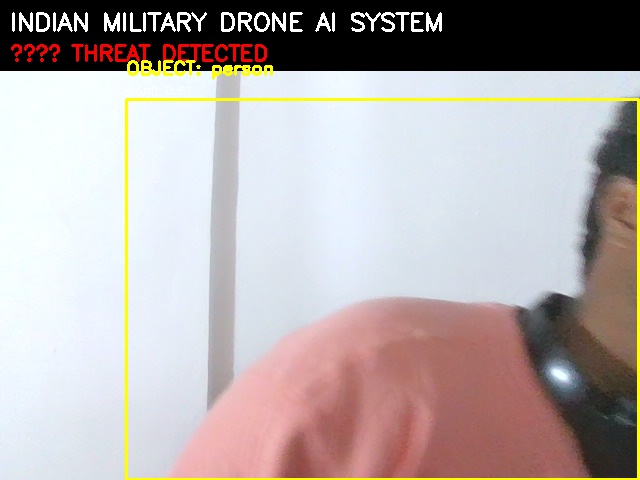 INDIAN MILITARY DRONE AI SYSTEM
???? THREAT DETECTED
OBJECT: person